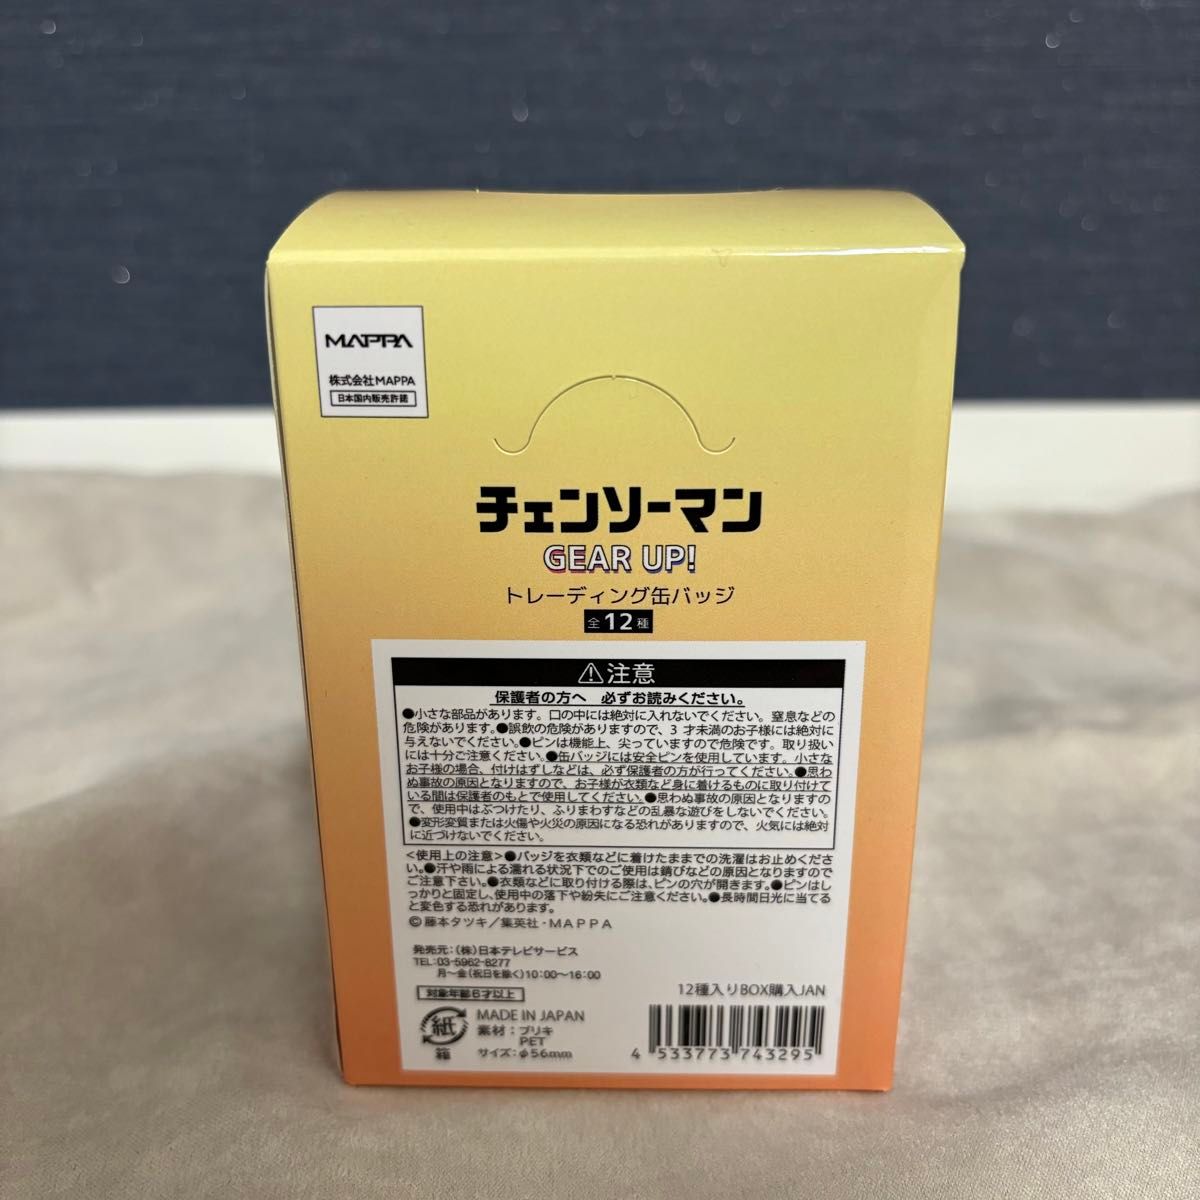 MAPPA
株式会社MAPPA
日本国内販売許諾
チェンソーマン
GEAR UP!
トレーディング缶バッジ
全12種
⚠注意
保護者の方へ 必ずお読みください。
●小さな部品があります。口の中には絶対に入れないでください。窒息などの
危険があります。●誤飲の危険がありますので、3 才未満のお子様には絶対に
与えないでください。●ピンは機能上、尖っていますので危険です。取り扱い
には十分ご注意ください。●缶バッジには安全ピンを使用しています。小さな
お子様の場合、付けはずしなどは、必ず保護者の方が行ってください。●思わ
ぬ事故の原因となりますので、お子様が衣類など身に着けるものに取り付けて
いる間は保護者のもとで使用してください。●思わぬ事故の原因となりますの
で、使用中はぶつけたり、ふりまわすなどの乱暴な遊びをしないでください。
●変形変質または火傷や火災の原因になる恐れがありますので、火気には絶対
に近づけないでください。
<使用上の注意>●バッジを衣類などに着けたままでの洗濯はお止めくださ
い。●汗や雨による濡れる状況下でのご使用は錆びなどの原因となりますので
ご注意下さい。●衣類などに取り付ける際は、ピンの穴が開きます。●ピンはし
っかりと固定し、使用中の落下や紛失にご注意ください。●長時間日光に当てる
と変色する恐れがあります。
©藤本タツキ/集英社・MAPPA
発売元:(株)日本テレビサービス
TEL:03-5962-8277
月~金(祝日を除く)10:00~16:00
対象年齢6才以上
紙
箱
MADE IN JAPAN
素材:ブリキ
PET
サイズ:φ56mm
12種入りBOX購入JAN
4 533773 743295